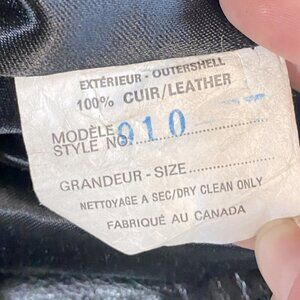 EXTÉRIEUR - OUTERSHELL
100% CUIR/LEATHER
MODÈLE
STYLE NO. 910
GRANDEUR - SIZE
NETTOYAGE A SEC/DRY CLEAN ONLY
FABRIQUÉ AU CANADA